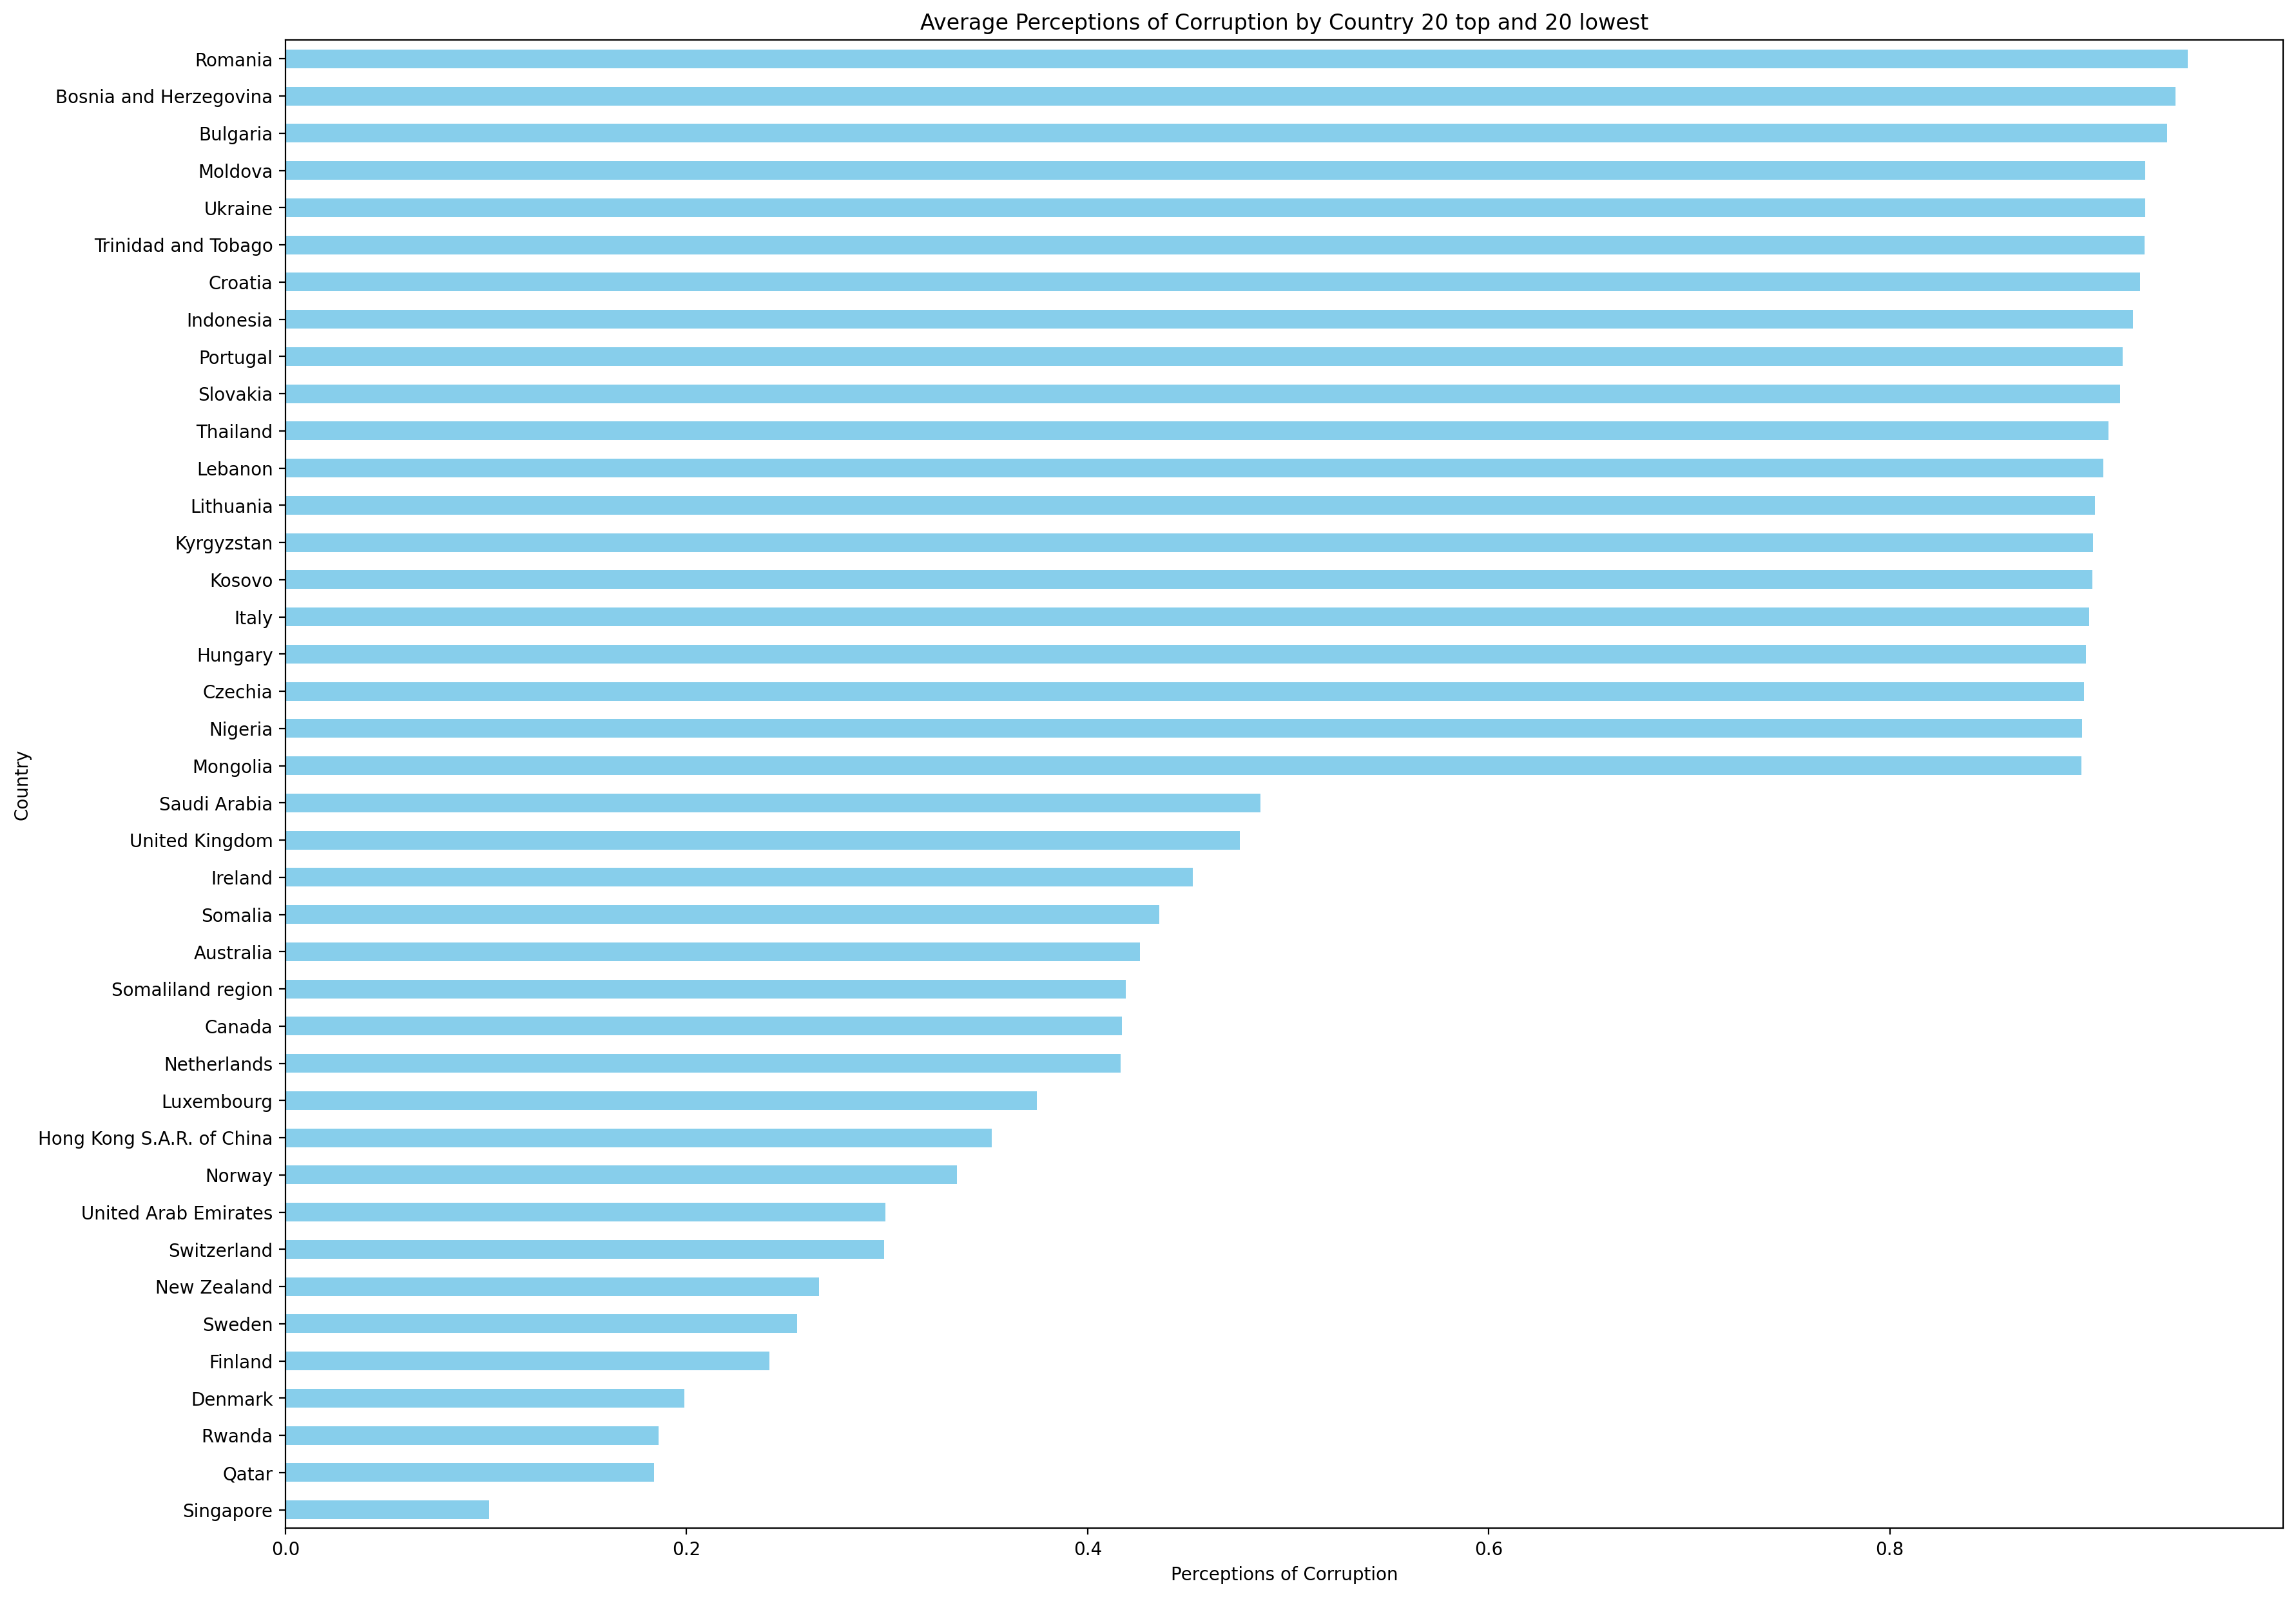 Average Perceptions of Corruption by Country 20 top and 20 lowest
Romania
Bosnia and Herzegovina
Bulgaria
Moldova
Ukraine
Trinidad and Tobago
Croatia
Indonesia
Portugal
Slovakia
Thailand
Lebanon
Lithuania
Kyrgyzstan
Kosovo
Italy
Hungary
Czechia
Nigeria
Mongolia
Saudi Arabia
United Kingdom
Ireland
Somalia
Australia
Somaliland region
Canada
Netherlands
Luxembourg
Hong Kong S.A.R. of China
Norway
United Arab Emirates
Switzerland
New Zealand
Sweden
Finland
Denmark
Rwanda
Qatar
Singapore
Country
0.0 0.2 0.4 0.6 0.8
Perceptions of Corruption